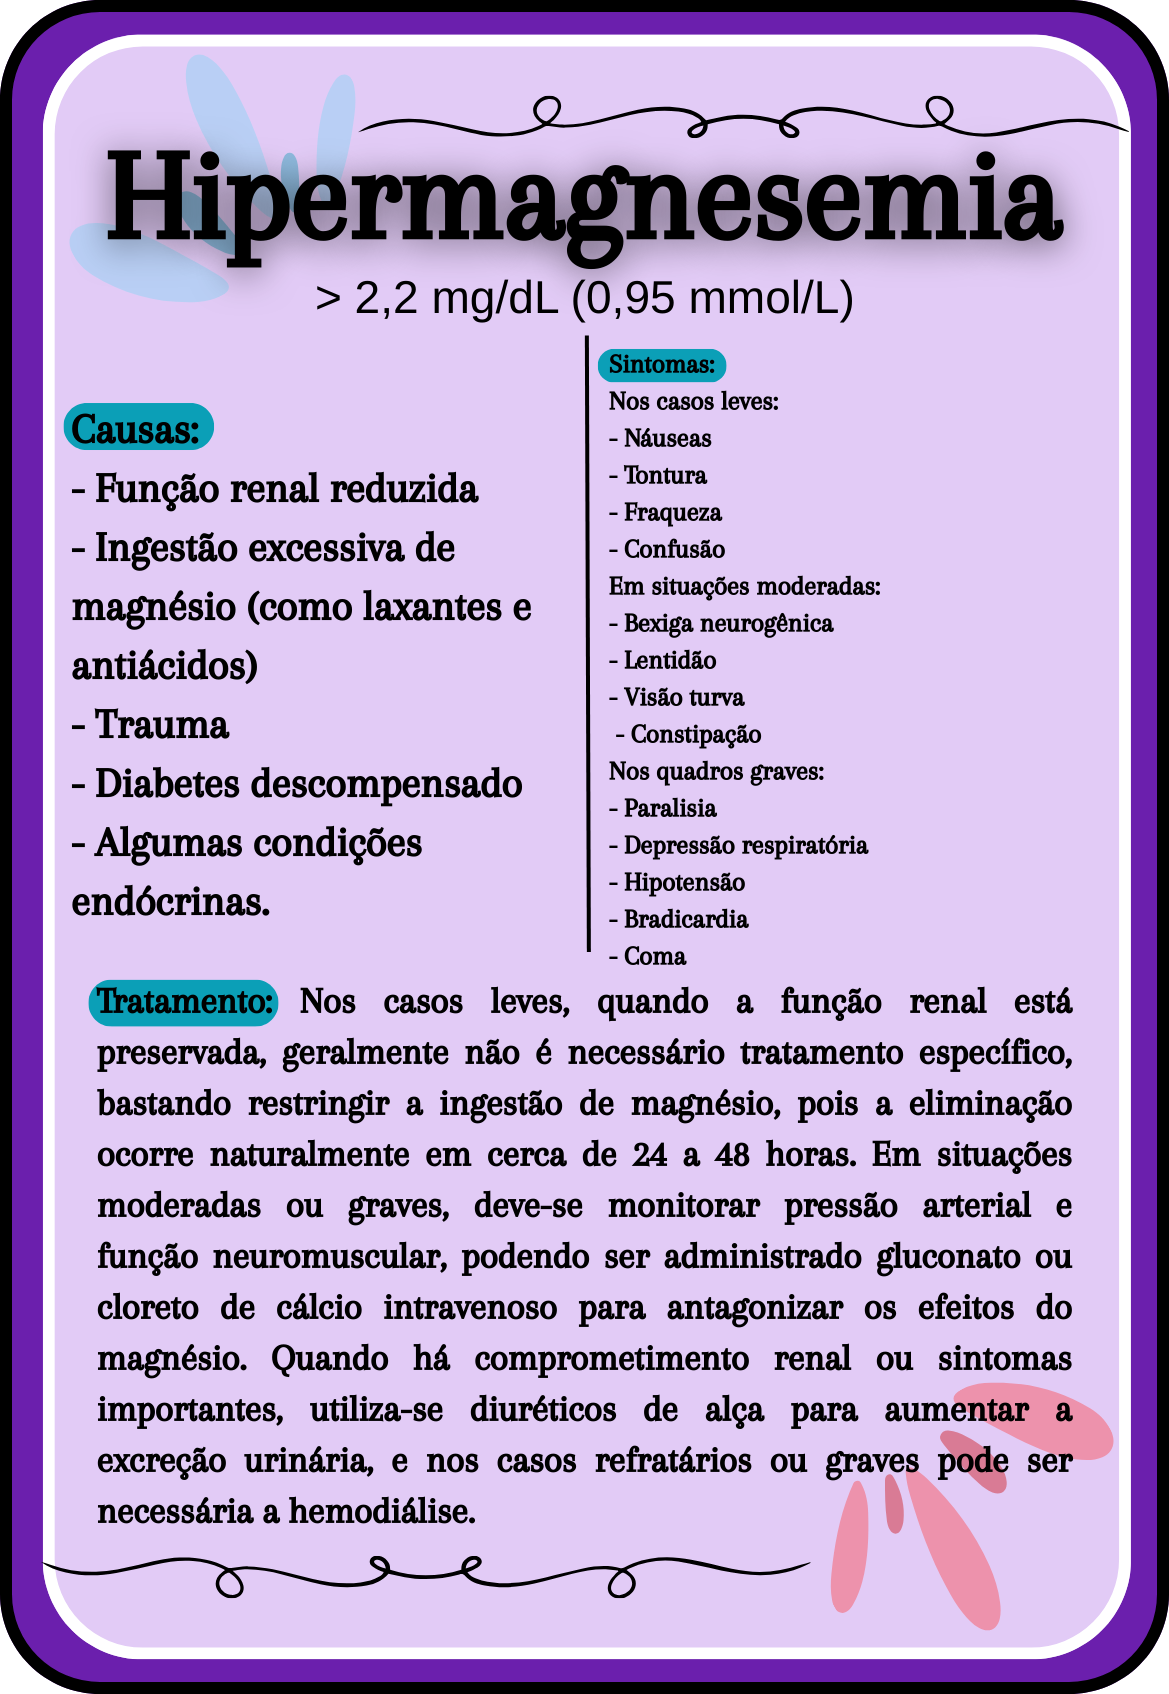 Hipermagnesemia
> 2,2 mg/dL (0,95 mmol/L)
Causas:
- Função renal reduzida
- Ingestão excessiva de
magnésio (como laxantes e
antiácidos)
- Trauma
- Diabetes descompensado
- Algumas condições
endócrinas.
Sintomas:
Nos casos leves:
- Náuseas
- Tontura
- Fraqueza
- Confusão
Em situações moderadas:
- Bexiga neurogênica
- Lentidão
- Visão turva
- Constipação
Nos quadros graves:
- Paralisia
- Depressão respiratória
- Hipotensão
- Bradicardia
- Coma
Tratamento: Nos casos leves, quando a função renal está
preservada, geralmente não é necessário tratamento específico,
bastando restringir a ingestão de magnésio, pois a eliminação
ocorre naturalmente em cerca de 24 a 48 horas. Em situações
moderadas ou graves, deve-se monitorar pressão arterial e
função neuromuscular, podendo ser administrado gluconato ou
cloreto de cálcio intravenoso para antagonizar os efeitos do
magnésio. Quando há comprometimento renal ou sintomas
importantes, utiliza-se diuréticos de alça para aumentar a
excreção urinária, e nos casos refratários ou graves pode ser
necessária a hemodiálise.